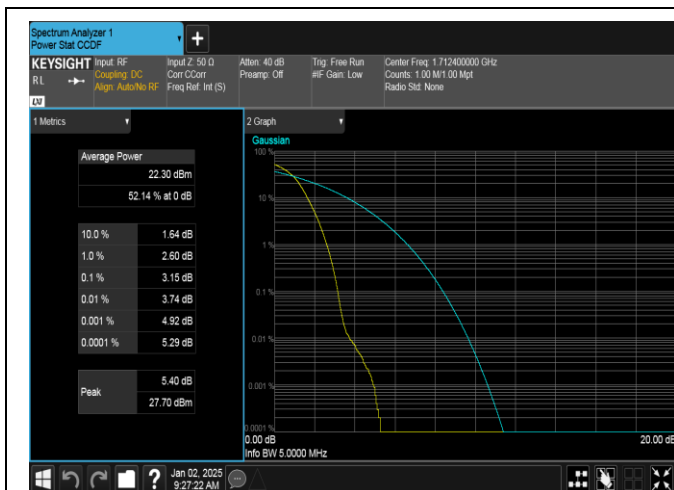 Spectrum Analyzer 1
Power Stat CCDF
KEYSIGHT
RL
LXI
Input: RF
Coupling: DC
Align: Auto/No RF
Input Z: 50 Ω
Corr CCorr
Freq Ref: Int (S)
Atten: 40 dB
Preamp: Off
Trig: Free Run
#IF Gain: Low
Center Freq: 1.712400000 GHz
Counts: 1.00 M/1.00 Mpt
Radio Std: None
1 Metrics
Average Power
22.30 dBm
52.14 % at 0 dB
10.0 % 1.64 dB
1.0 % 2.60 dB
0.1 % 3.15 dB
0.01 % 3.74 dB
0.001 % 4.92 dB
0.0001 % 5.29 dB
Peak
5.40 dB
27.70 dBm
2 Graph
Gaussian
100 %
10 %
1 %
0.1 %
0.01 %
0.001 %
0.0001 %
0.00 dB 20.00 dB
Info BW 5.0000 MHz
?
Jan 02, 2025
9:27:22 AM